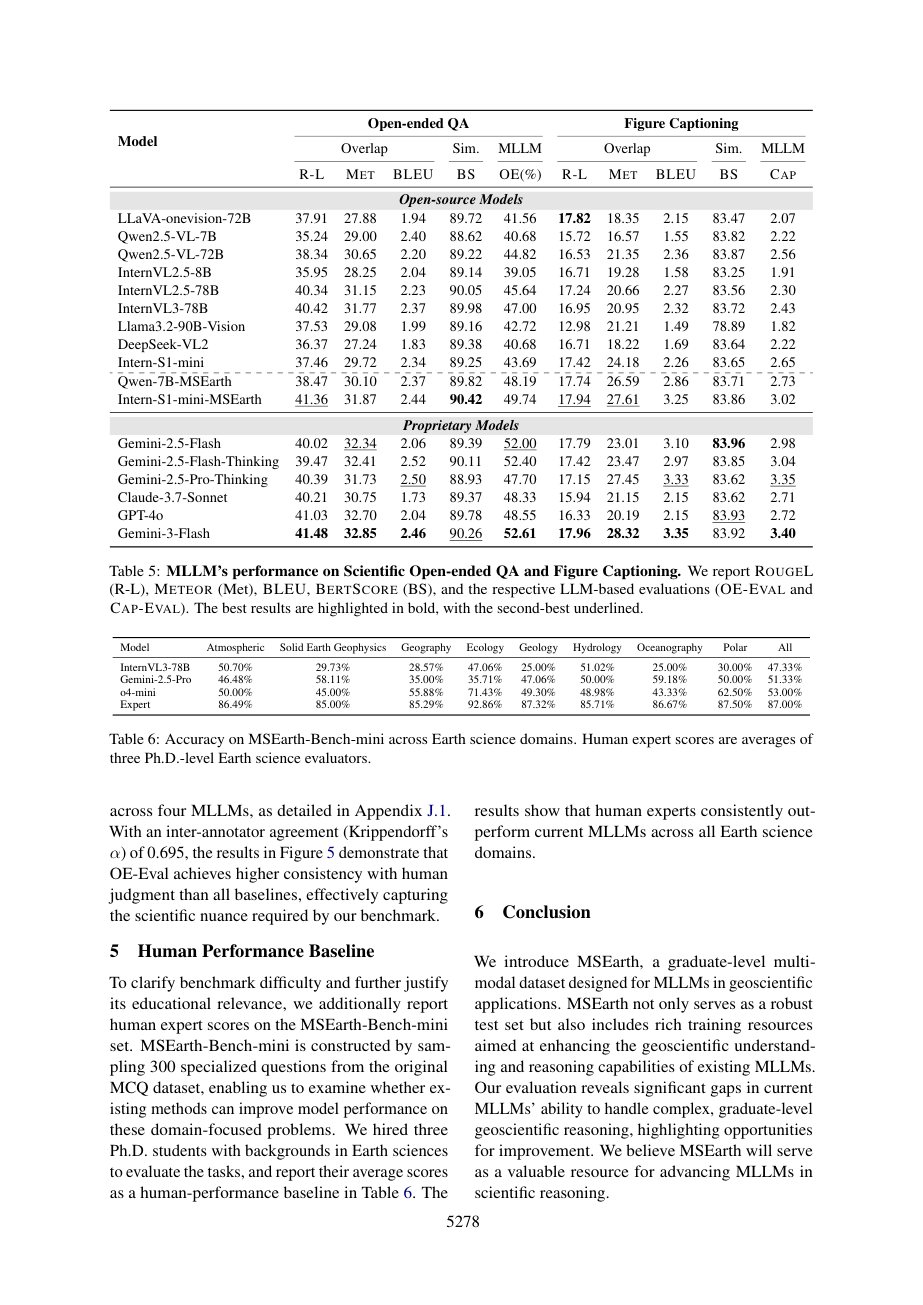 Model Open-ended QA Figure Captioning
Overlap Sim. MLLM Overlap Sim. MLLM
R-L MET BLEU BS OE(%) R-L MET BLEU BS CAP
Open-source Models
LLaVA-onevision-72B 37.91 27.88 1.94 89.72 41.56 17.82 18.35 2.15 83.47 2.07
Qwen2.5-VL-7B 35.24 29.00 2.40 88.62 40.68 15.72 16.57 1.55 83.82 2.22
Qwen2.5-VL-72B 38.34 30.65 2.20 89.22 44.82 16.53 21.35 2.36 83.87 2.56
InternVL2.5-8B 35.95 28.25 2.04 89.14 39.05 16.71 19.28 1.58 83.25 1.91
InternVL2.5-78B 40.34 31.15 2.23 90.05 45.64 17.24 20.66 2.27 83.56 2.30
InternVL3-78B 40.42 31.77 2.37 89.98 47.00 16.95 20.95 2.32 83.72 2.43
Llama3.2-90B-Vision 37.53 29.08 1.99 89.16 42.72 12.98 21.21 1.49 78.89 1.82
DeepSeek-VL2 36.37 27.24 1.83 89.38 40.68 16.71 18.22 1.69 83.64 2.22
Intern-S1-mini 37.46 29.72 2.34 89.25 43.69 17.42 24.18 2.26 83.65 2.65
Qwen-7B-MSEarth 38.47 30.10 2.37 89.82 48.19 17.74 26.59 2.86 83.71 2.73
Intern-S1-mini-MSEarth 41.36 31.87 2.44 90.42 49.74 17.94 27.61 3.25 83.86 3.02
Proprietary Models
Gemini-2.5-Flash 40.02 32.34 2.06 89.39 52.00 17.79 23.01 3.10 83.96 2.98
Gemini-2.5-Flash-Thinking 39.47 32.41 2.52 90.11 52.40 17.42 23.47 2.97 83.85 3.04
Gemini-2.5-Pro-Thinking 40.39 31.73 2.50 88.93 47.70 17.15 27.45 3.33 83.62 3.35
Claude-3.7-Sonnet 40.21 30.75 1.73 89.37 48.33 15.94 21.15 2.15 83.62 2.71
GPT-4o 41.03 32.70 2.04 89.78 48.55 16.33 20.19 2.15 83.93 2.72
Gemini-3-Flash 41.48 32.85 2.46 90.26 52.61 17.96 28.32 3.35 83.92 3.40
Table 5: MLLM's performance on Scientific Open-ended QA and Figure Captioning. We report ROUGEL
(R-L), METEOR (Met), BLEU, BERTSCORE (BS), and the respective LLM-based evaluations (OE-EVAL and
CAP-EVAL). The best results are highlighted in bold, with the second-best underlined.
Model Atmospheric Solid Earth Geophysics Geography Ecology Geology Hydrology Oceanography Polar All
InternVL3-78B 50.70% 29.73% 28.57% 47.06% 25.00% 51.02% 25.00% 30.00% 47.33%
Gemini-2.5-Pro 46.48% 58.11% 35.00% 35.71% 47.06% 50.00% 59.18% 50.00% 51.33%
o4-mini 50.00% 45.00% 55.88% 71.43% 49.30% 48.98% 43.33% 62.50% 53.00%
Expert 86.49% 85.00% 85.29% 92.86% 87.32% 85.71% 86.67% 87.50% 87.00%
Table 6: Accuracy on MSEarth-Bench-mini across Earth science domains. Human expert scores are averages of
three Ph.D.-level Earth science evaluators.
across four MLLMs, as detailed in Appendix J.1.
With an inter-annotator agreement (Krippendorff's
α) of 0.695, the results in Figure 5 demonstrate that
OE-Eval achieves higher consistency with human
judgment than all baselines, effectively capturing
the scientific nuance required by our benchmark.
5 Human Performance Baseline
To clarify benchmark difficulty and further justify
its educational relevance, we additionally report
human expert scores on the MSEarth-Bench-mini
set. MSEarth-Bench-mini is constructed by sam-
pling 300 specialized questions from the original
MCQ dataset, enabling us to examine whether ex-
isting methods can improve model performance on
these domain-focused problems. We hired three
Ph.D. students with backgrounds in Earth sciences
to evaluate the tasks, and report their average scores
as a human-performance baseline in Table 6. The
results show that human experts consistently out-
perform current MLLMs across all Earth science
domains.
6 Conclusion
We introduce MSEarth, a graduate-level multi-
modal dataset designed for MLLMs in geoscientific
applications. MSEarth not only serves as a robust
test set but also includes rich training resources
aimed at enhancing the geoscientific understand-
ing and reasoning capabilities of existing MLLMs.
Our evaluation reveals significant gaps in current
MLLMs' ability to handle complex, graduate-level
geoscientific reasoning, highlighting opportunities
for improvement. We believe MSEarth will serve
as a valuable resource for advancing MLLMs in
scientific reasoning.
5278